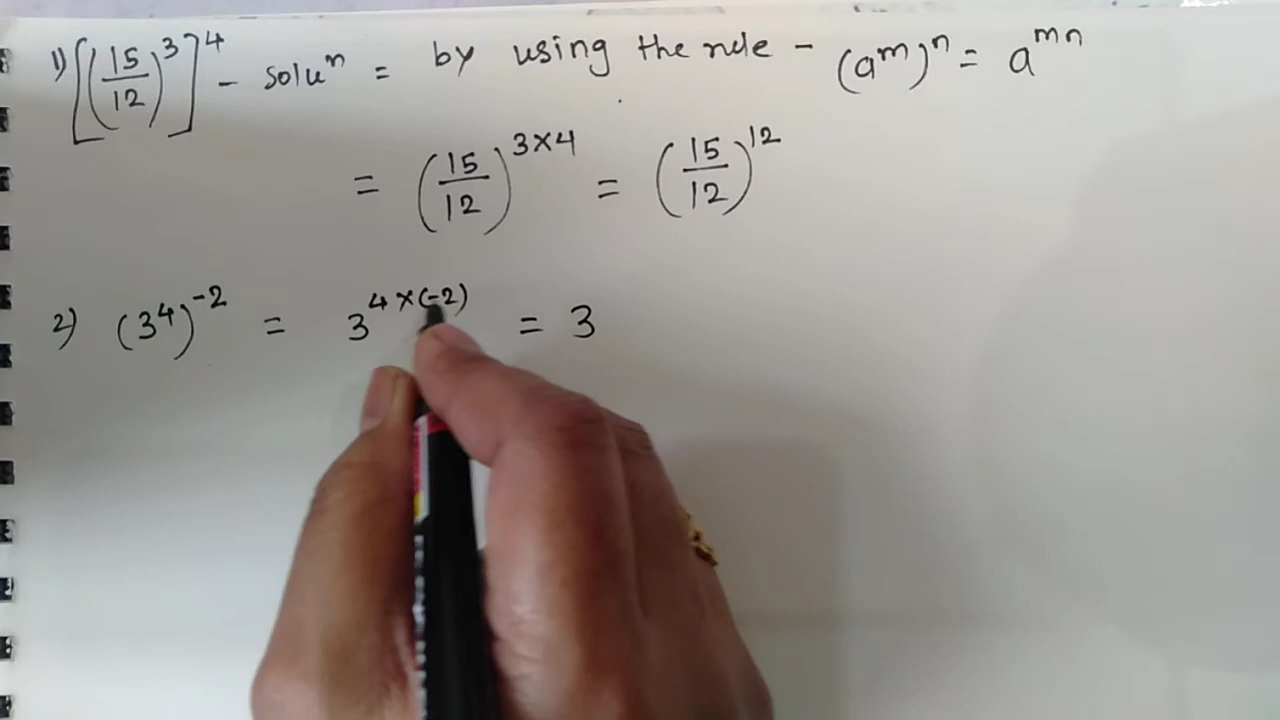 1) [(15/12)^3]^4 - solu^n = by using the rule - (a^m)^n = a^mn
= (15/12)^3×4 = (15/12)^12
2) (3^4)^-2 = 3^4×(-2) = 3